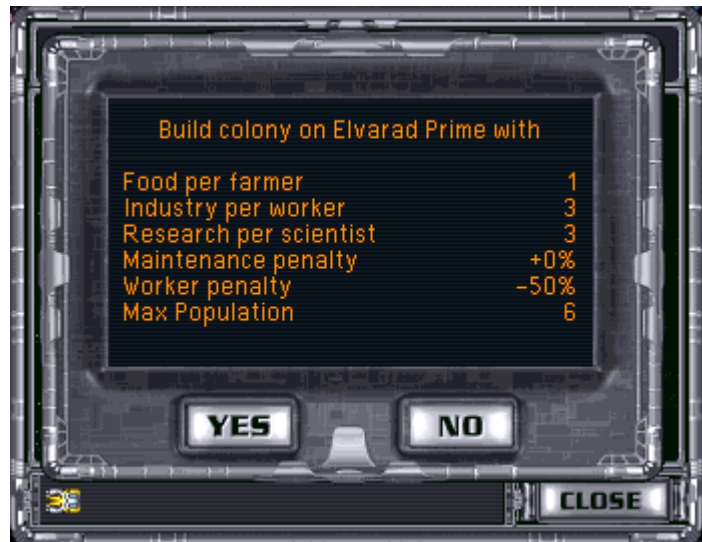 Build colony on Elvarad Prime with
Food per farmer 1
Industry per worker 3
Research per scientist 3
Maintenance penalty +0%
Worker penalty -50%
Max Population 6
YES NO
CLOSE